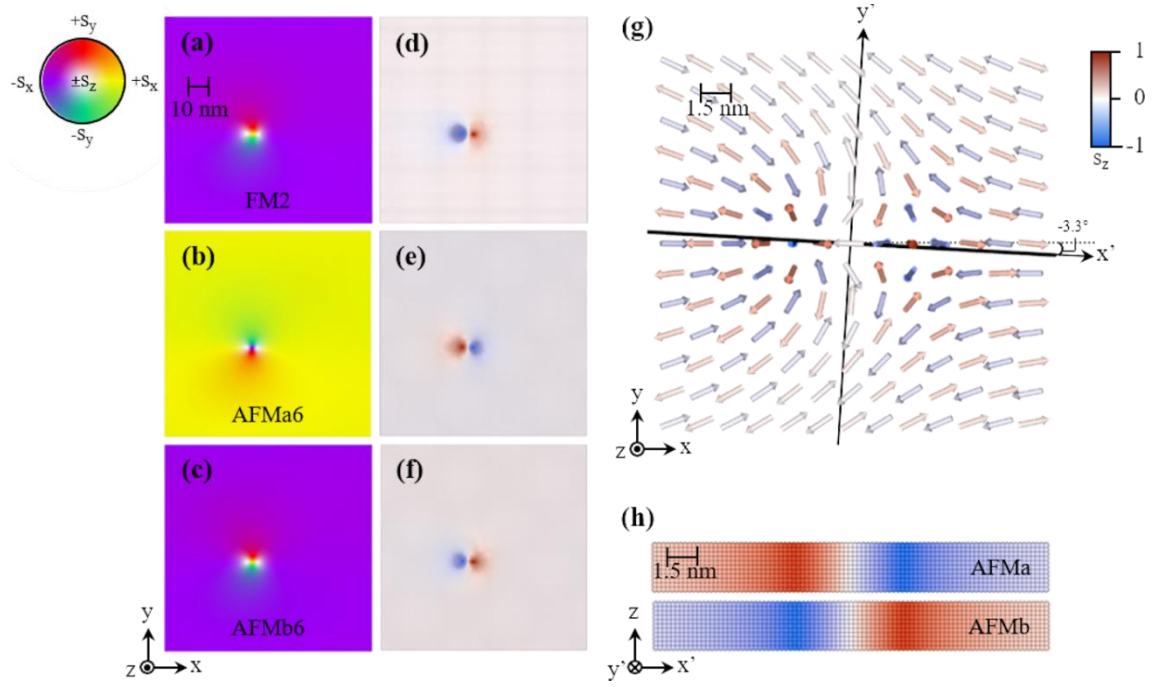 +Sy
-Sx
±Sz
+Sx
-Sy
(a)
10 nm
FM2
(d)
(b)
AFMa6
(e)
(c)
AFMb6
(f)
y
z
x
(g)
y'
1.5 nm
1
0
-1
Sz
-3.3°
x'
y
z
x
(h)
1.5 nm
AFMa
AFMb
z
y'
x'